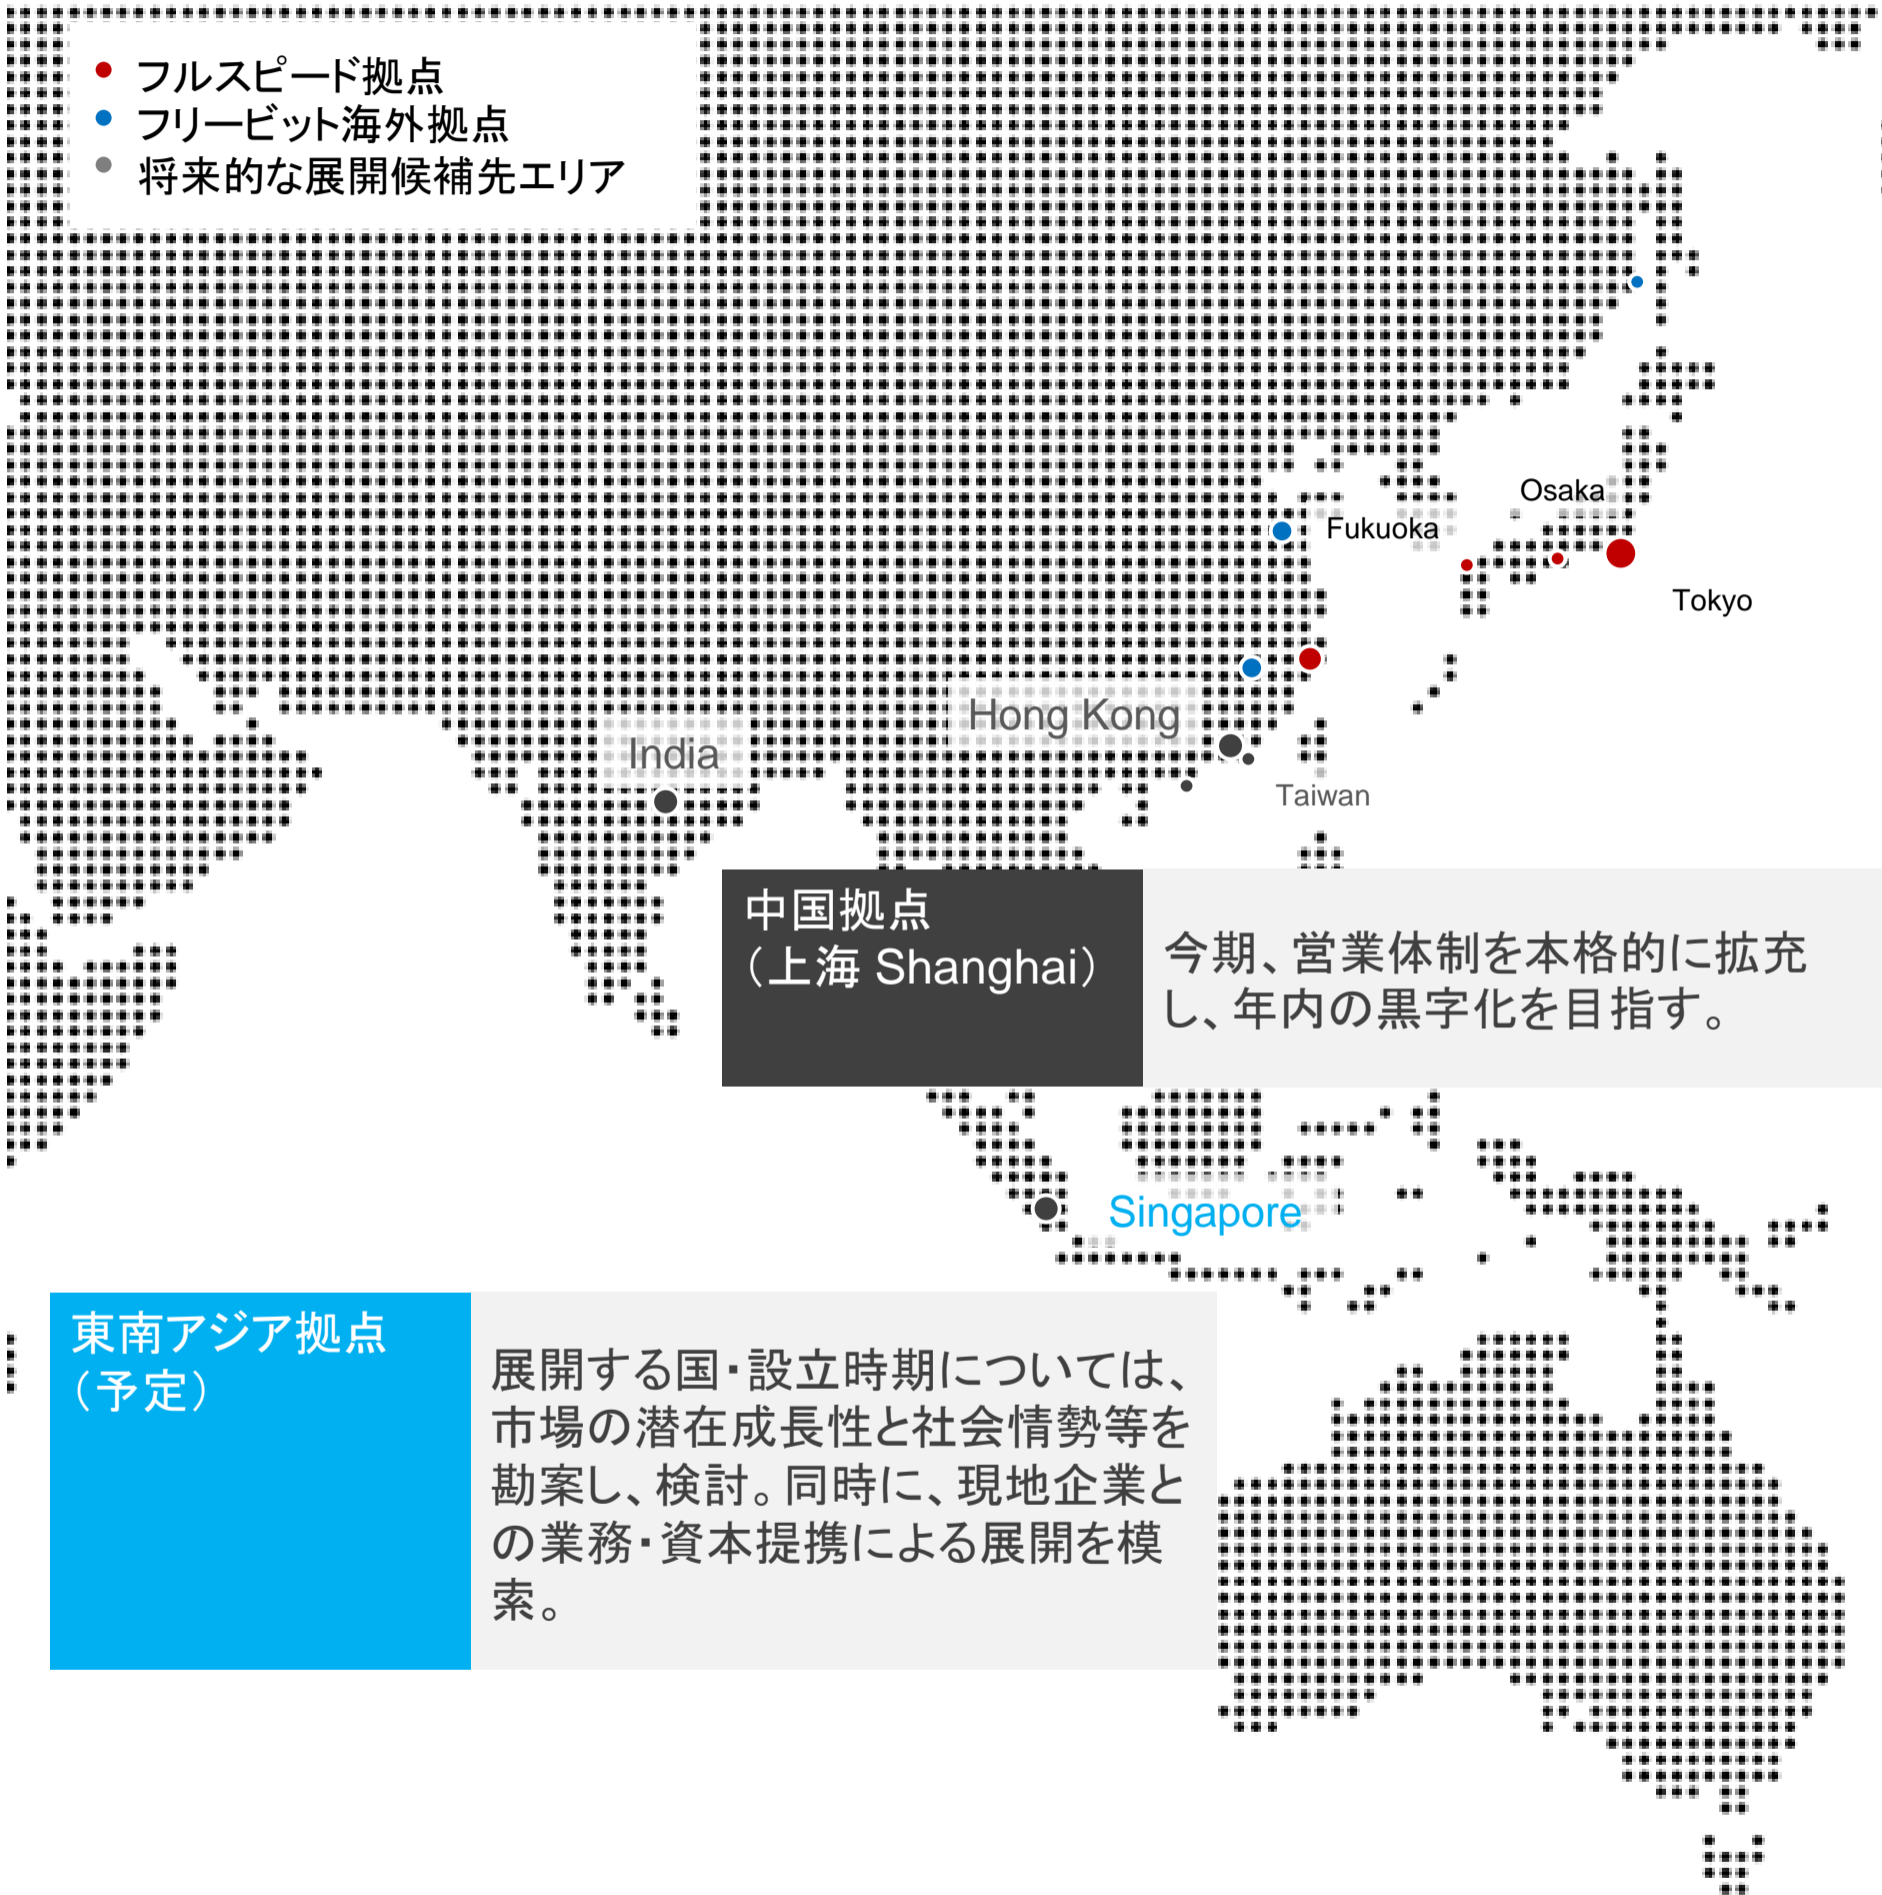 フルスピード拠点
フリービット海外拠点
将来的な展開候補先エリア
Osaka
Fukuoka
Tokyo
Hong Kong
India
Taiwan
中国拠点
（上海 Shanghai）
今期、営業体制を本格的に拡充
し、年内の黒字化を目指す。
Singapore
東南アジア拠点
（予定）
展開する国・設立時期については、
市場の潜在成長性と社会情勢等を
勘案し、検討。同時に、現地企業と
の業務・資本提携による展開を模
索。